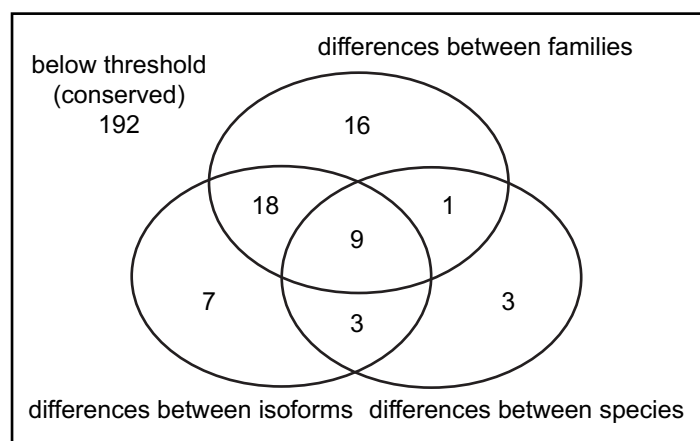 differences between families
below threshold
(conserved)
192
16
18
1
9
7
3
3
differences between isoforms
differences between species